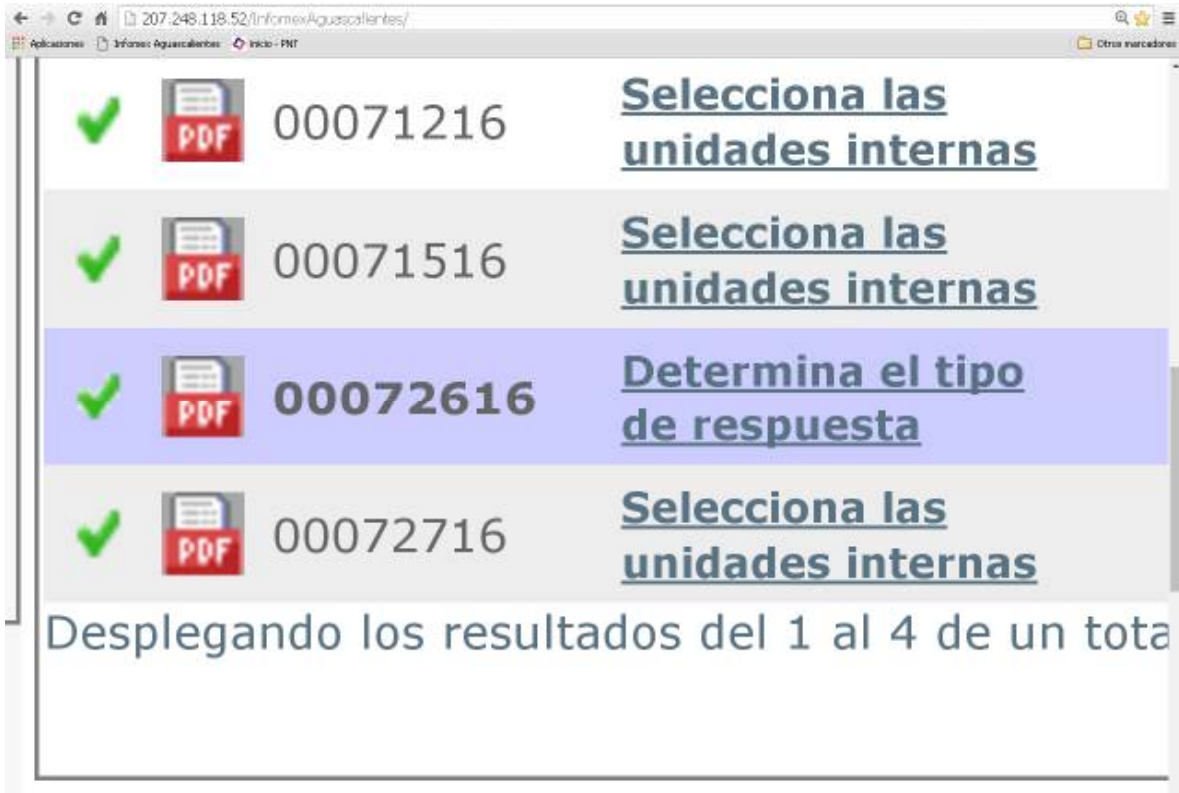 207.248.118.52/InfomexAguascalientes/
Aplicaciones Infomex Aguascalientes Inicio - PNT Otros marcadores
PDF 00071216 Selecciona las
unidades internas
PDF 00071516 Selecciona las
unidades internas
PDF 00072616 Determina el tipo
de respuesta
PDF 00072716 Selecciona las
unidades internas
Desplegando los resultados del 1 al 4 de un tota